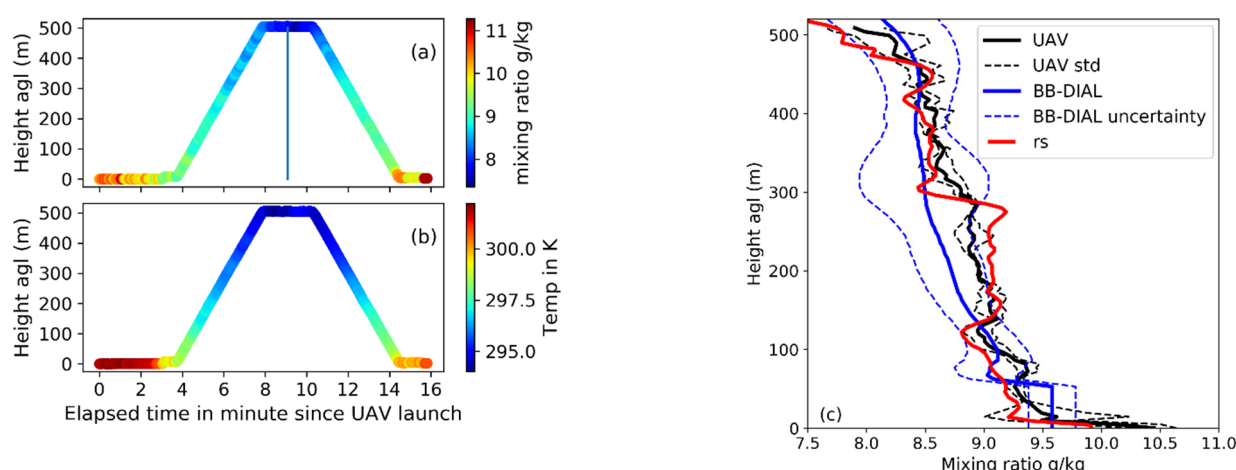 500
400
300
200
100
0
Height agl (m)
(a)
11
10
9
8
mixing ratio g/kg
500
400
300
200
100
0
Height agl (m)
(b)
300.0
297.5
295.0
Temp in K
0 2 4 6 8 10 12 14 16
Elapsed time in minute since UAV launch
500
400
300
200
100
0
Height agl (m)
UAV
UAV std
BB-DIAL
BB-DIAL uncertainty
rs
(c)
7.5 8.0 8.5 9.0 9.5 10.0 10.5 11.0
Mixing ratio g/kg